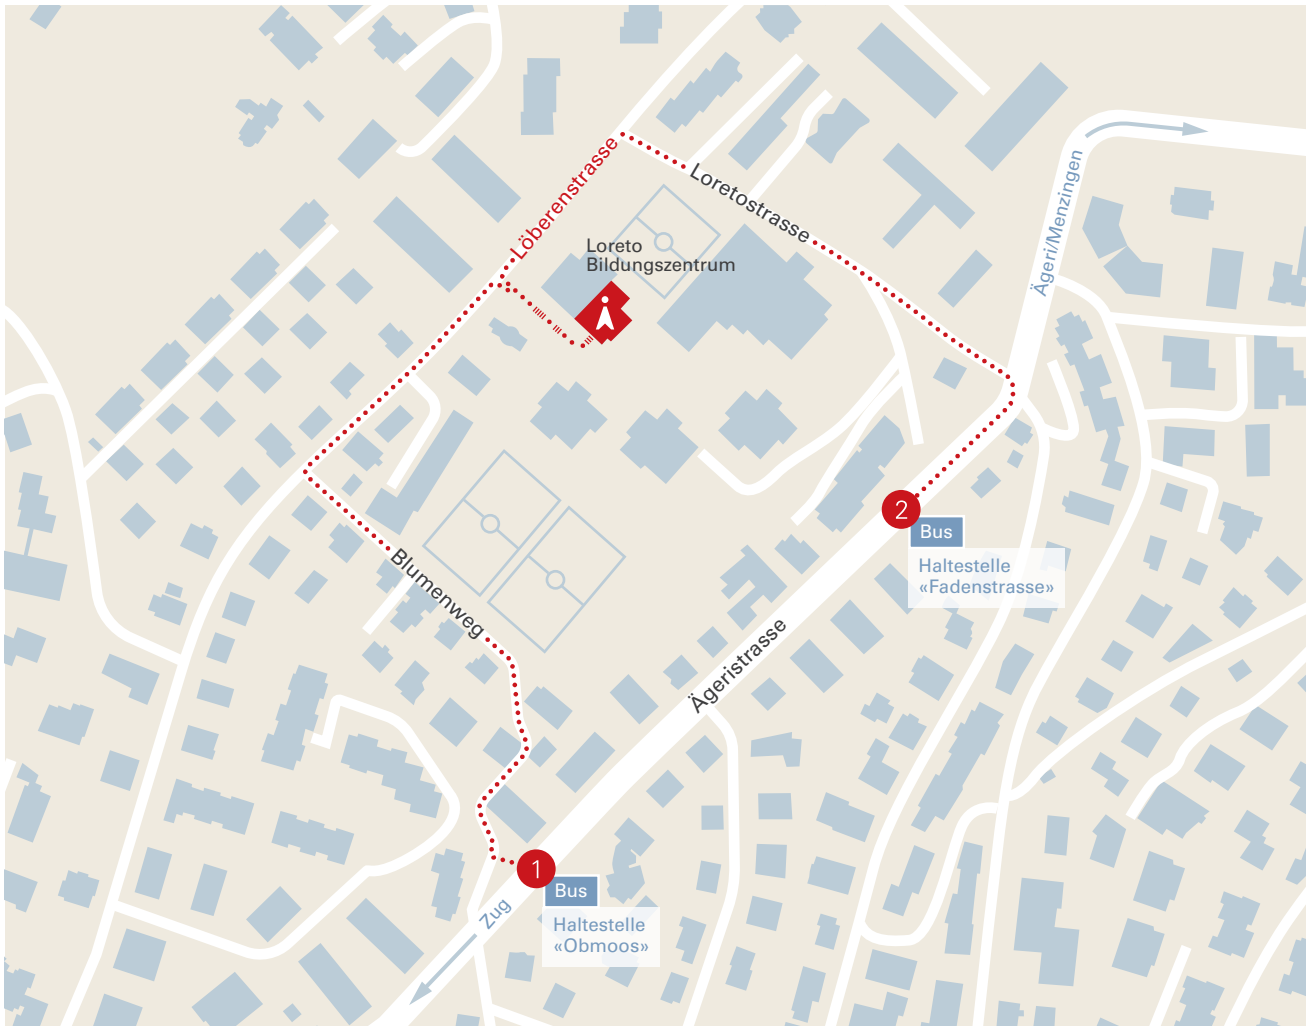 Löberenstrasse
Loretostrasse
Ägeri/Menzingen
Loreto
Bildungszentrum
2
Bus
Haltestelle
«Fadenstrasse»
Blumenweg
Ägeristrasse
1
Bus
Haltestelle
«Obmoos»
Zug